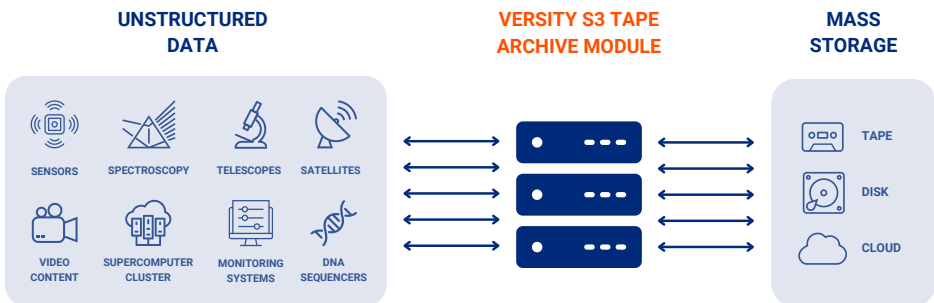 UNSTRUCTURED
DATA
VERSITY S3 TAPE
ARCHIVE MODULE
MASS
STORAGE
SENSORS
SPECTROSCOPY
TELESCOPES
SATELLITES
VIDEO
CONTENT
SUPERCOMPUTER
CLUSTER
MONITORING
SYSTEMS
DNA
SEQUENCERS
TAPE
DISK
CLOUD